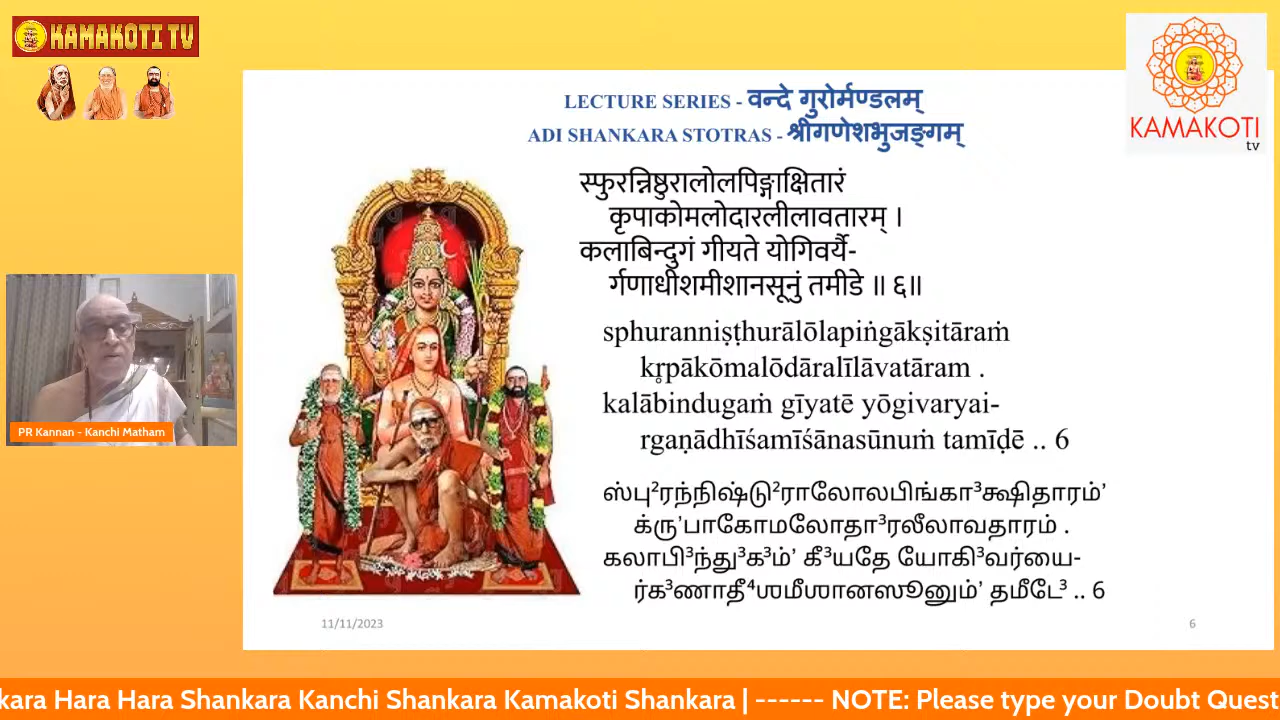 KAMAKOTI TV
KAMAKOTI
tv
LECTURE SERIES - वन्दे गुरोर्मण्डलम्
ADI SHANKARA STOTRAS - श्रीगणेशभुजङ्गम्
स्फुरन्निष्ठुरालोलपिङ्गाक्षितारं
कृपाकोमलोदारलीलावतारम् ।
कलाबिन्दुगं गीयते योगिवर्यै-
र्गणाधीशमीशानसूनुं तमीडे ॥ ६॥
sphuranniṣṭhurālōlapiṅgākṣitāraṁ
kr̥pākōmalōdāralīlāvatāram .
kalābindugaṁ gīyatē yōgivaryai-
rgaṇādhīśamīśānasūnuṁ tamīḍē .. 6
ஸ்பு²ரந்நிஷ்டு²ராலோலபிங்கா³க்ஷிதாரம்ʼ
க்ருʼபாகோமலோதா³ரலீலாவதாரம் .
கலாபி³ந்து³க³ம்ʼ கீ³யதே யோகி³வர்யை-
ர்க³ணாதீ⁴ஶமீஶானஸூனும்ʼ தமீடே³ .. 6
PR Kannan - Kanchi Matham
11/11/2023
6
kara Hara Hara Shankara Kanchi Shankara Kamakoti Shankara | ------ NOTE: Please type your Doubt Quest